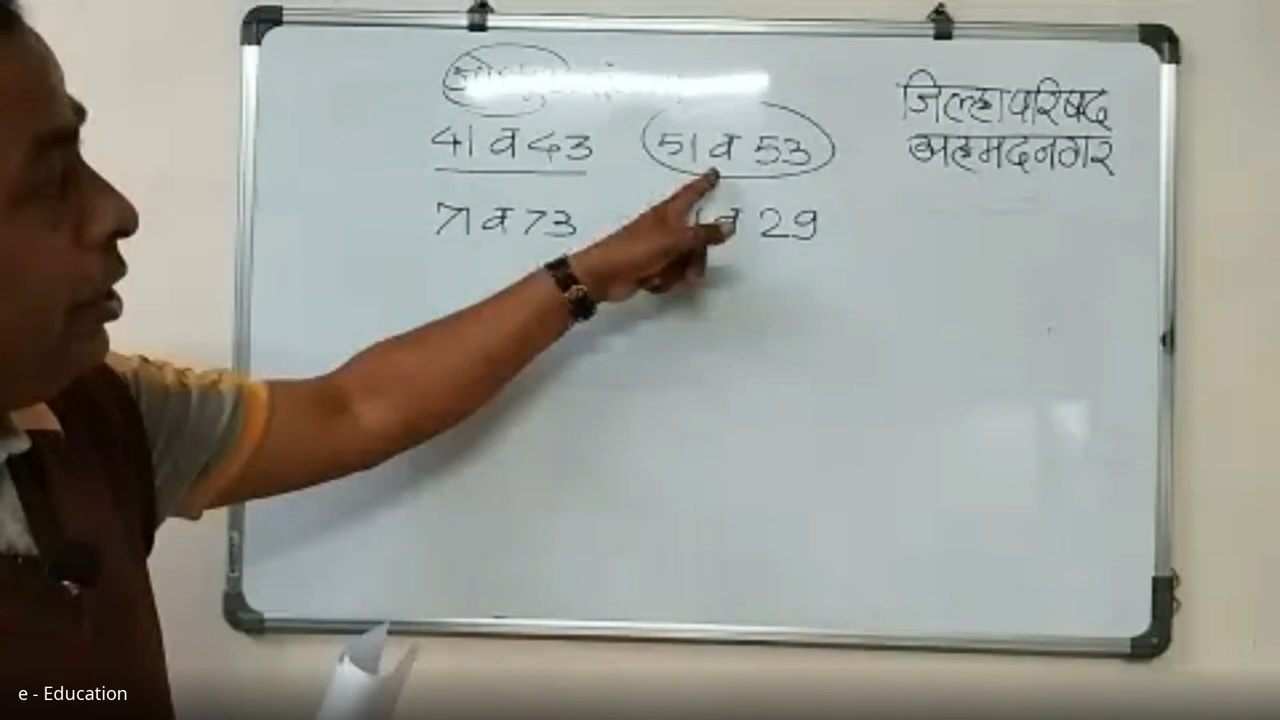 41 व 43
51 व 53
71 व 73
व 29
जिल्हा परिषद
अहमदनगर
e - Education